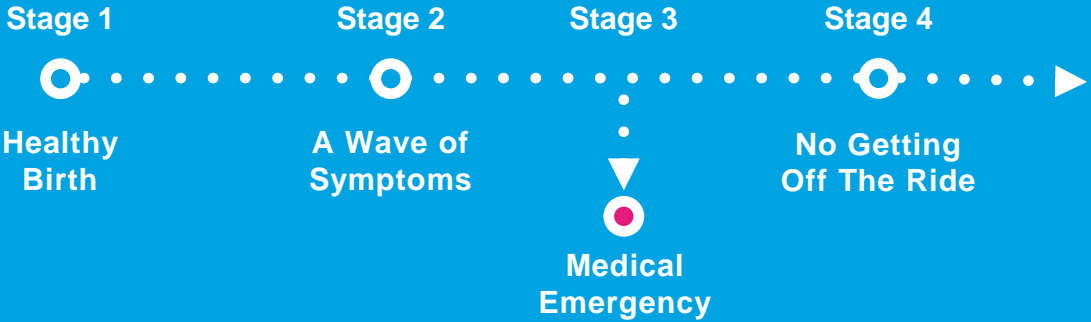 Stage 1
Stage 2
Stage 3
Stage 4
Healthy
Birth
A Wave of
Symptoms
No Getting
Off The Ride
Medical
Emergency